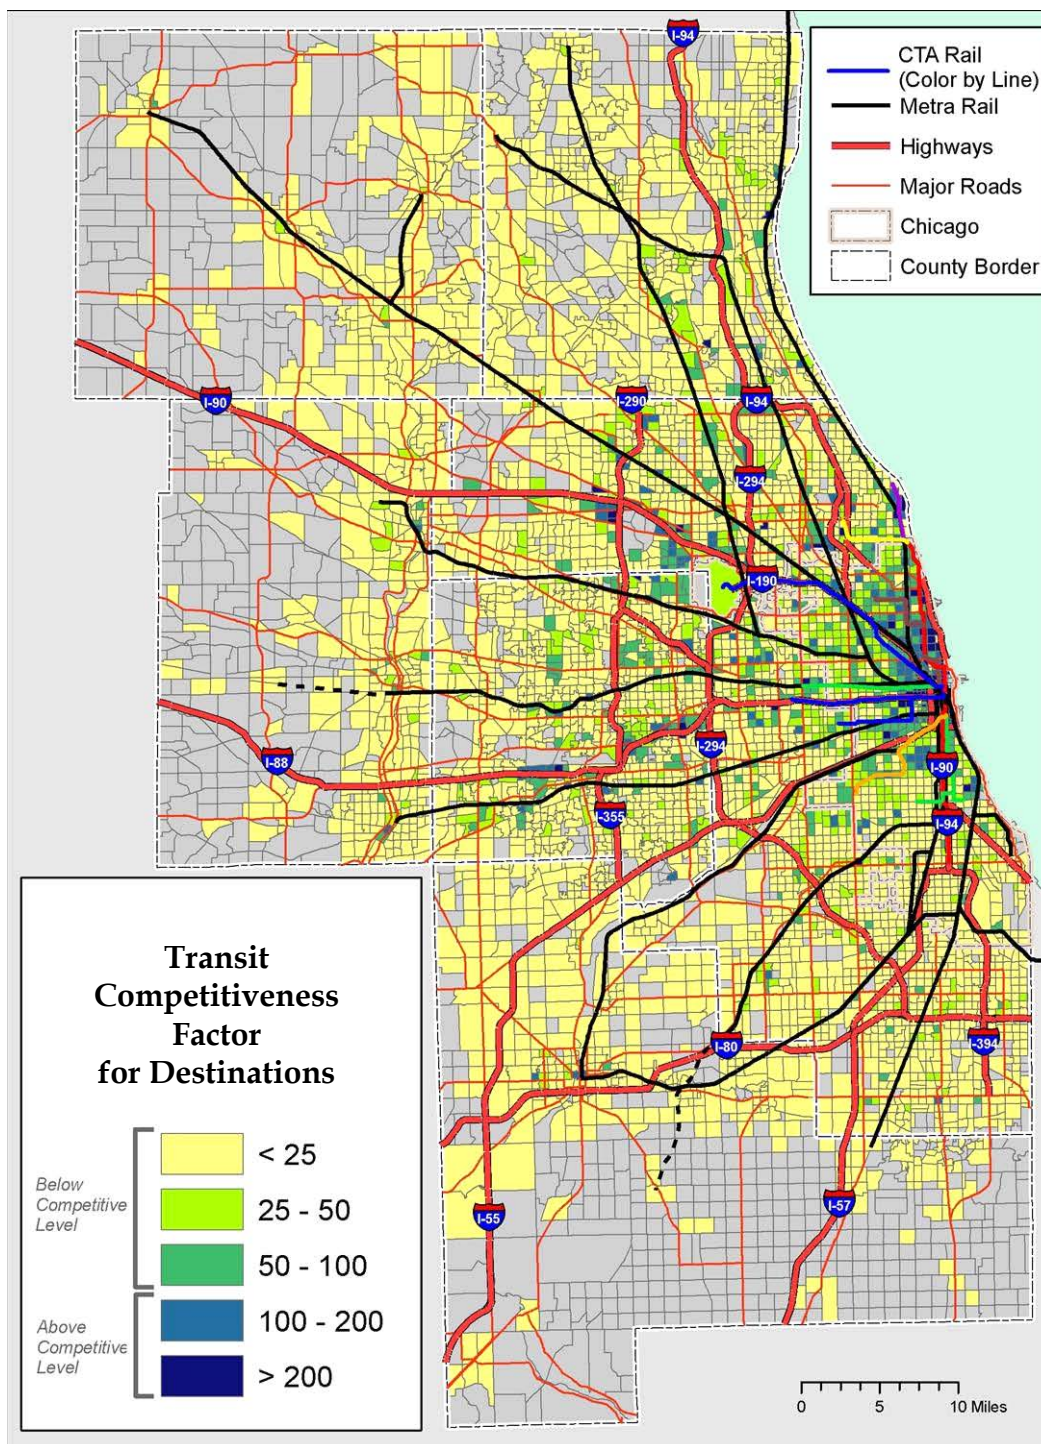 I-94
CTA Rail
(Color by Line)
Metra Rail
Highways
Major Roads
Chicago
County Border
I-90
I-290
I-94
I-294
I-190
I-88
I-294
I-355
I-90
I-94
Transit
Competitiveness
Factor
for Destinations
Below
Competitive
Level
< 25
25 - 50
50 - 100
Above
Competitive
Level
100 - 200
> 200
I-80
I-394
I-55
I-57
0 5 10 Miles